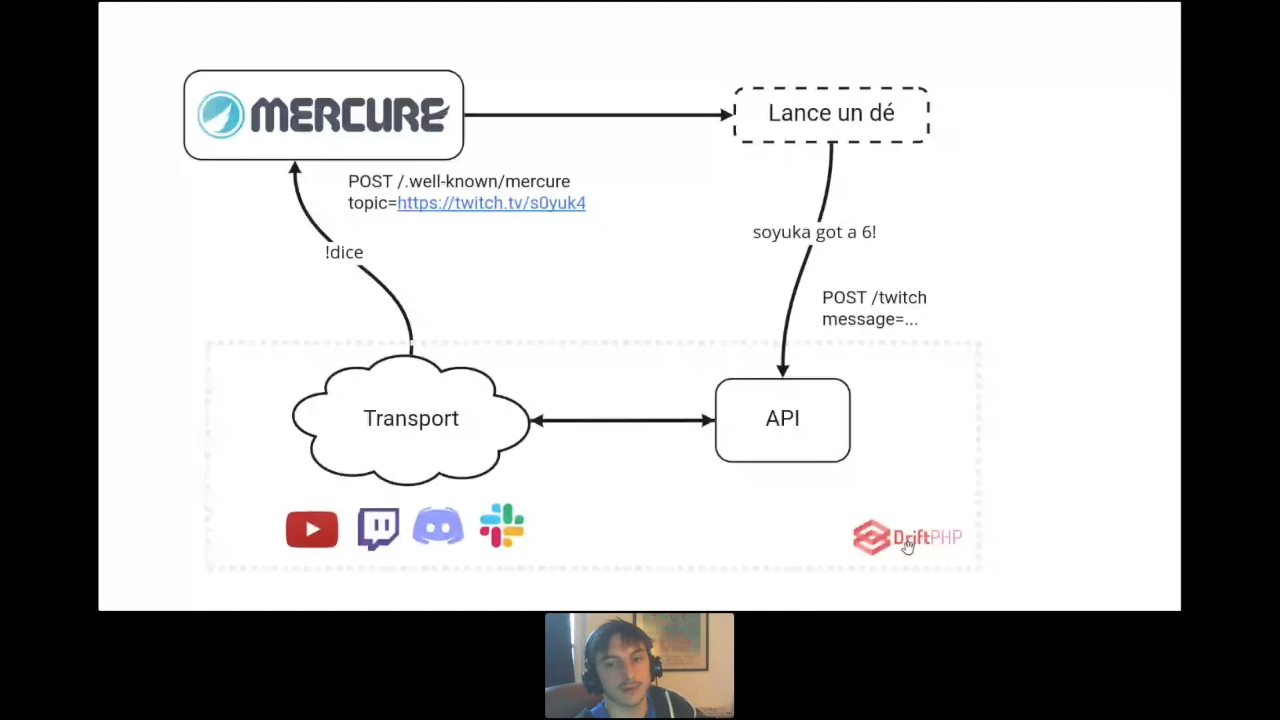 MERCURE
Lance un dé
POST /.well-known/mercure
topic=https://twitch.tv/s0yuk4
soyuka got a 6!
!dice
POST /twitch
message=...
Transport
API
DriftPHP